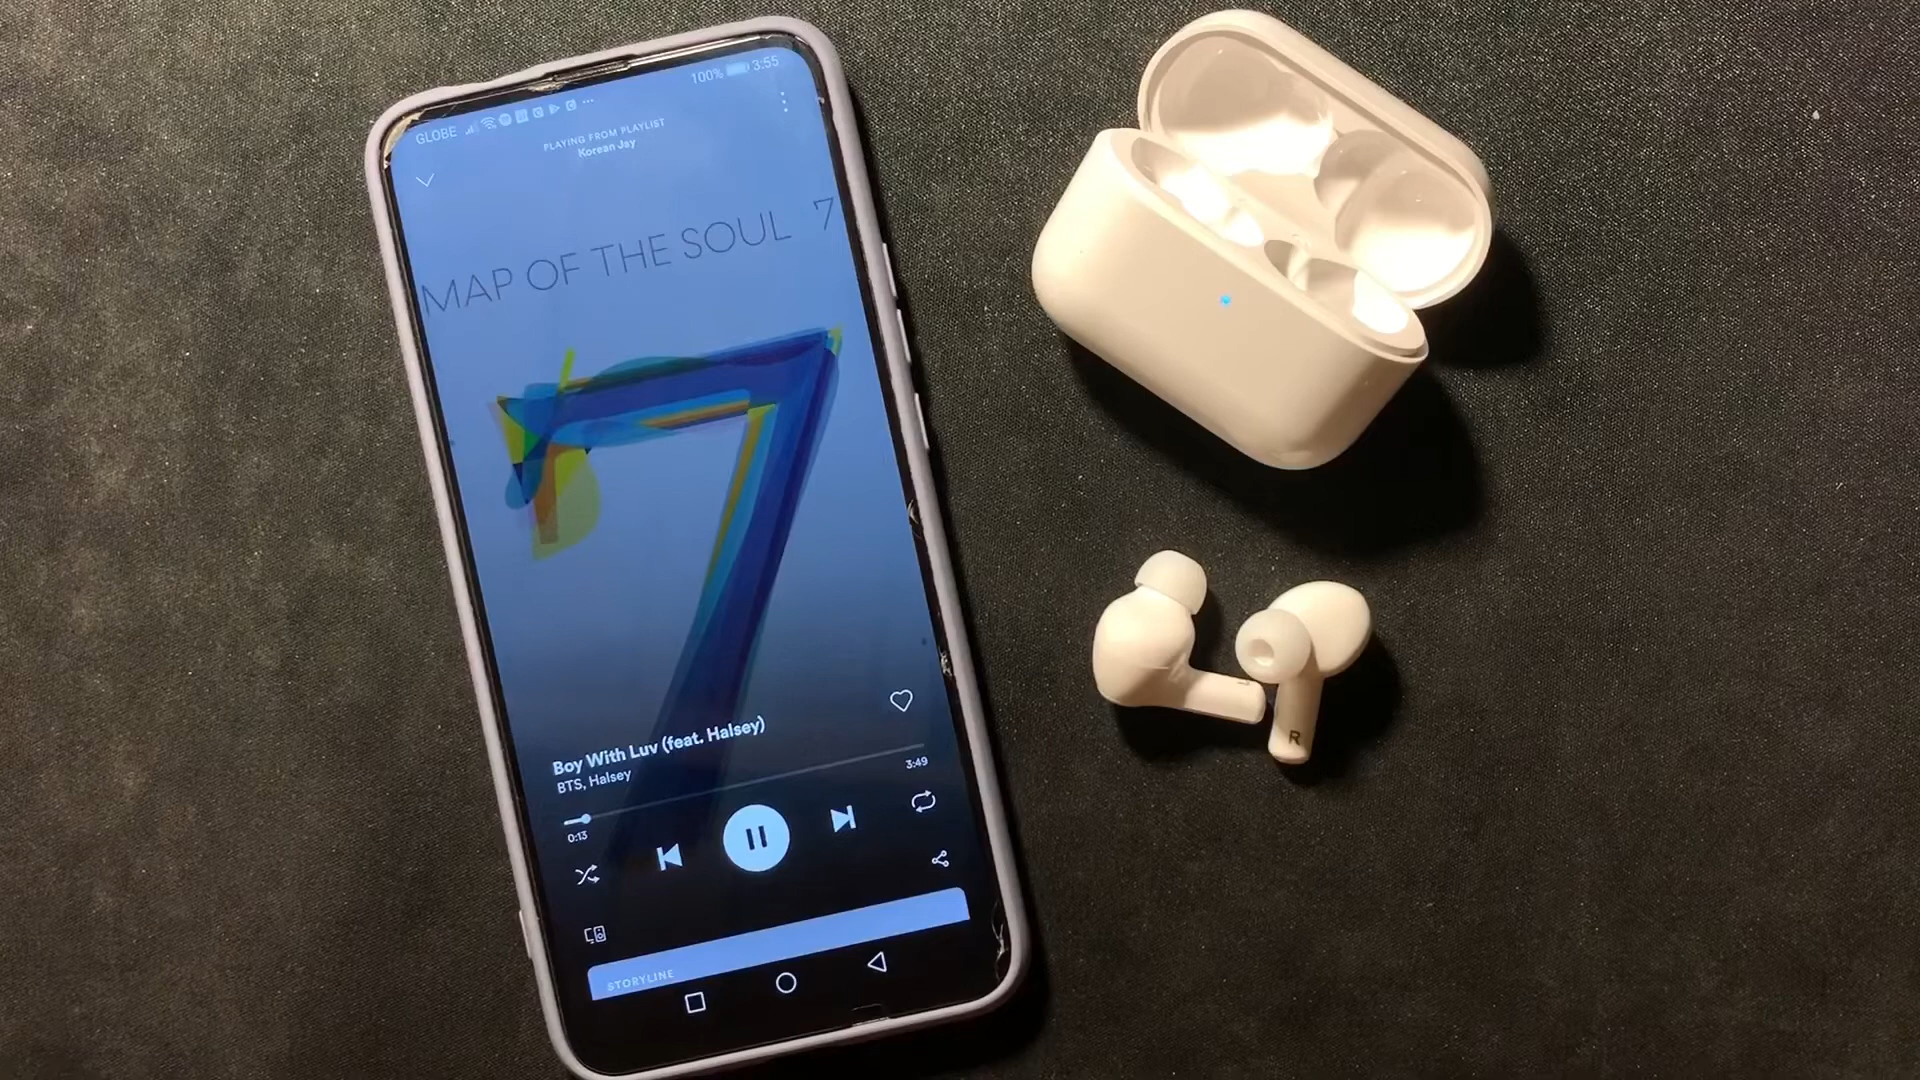 GLOBE
100% 3:55
PLAYING FROM PLAYLIST
Korean Jay
MAP OF THE SOUL 7
Boy With Luv (feat. Halsey)
BTS, Halsey
0:13
3:49
STORYLINE
R